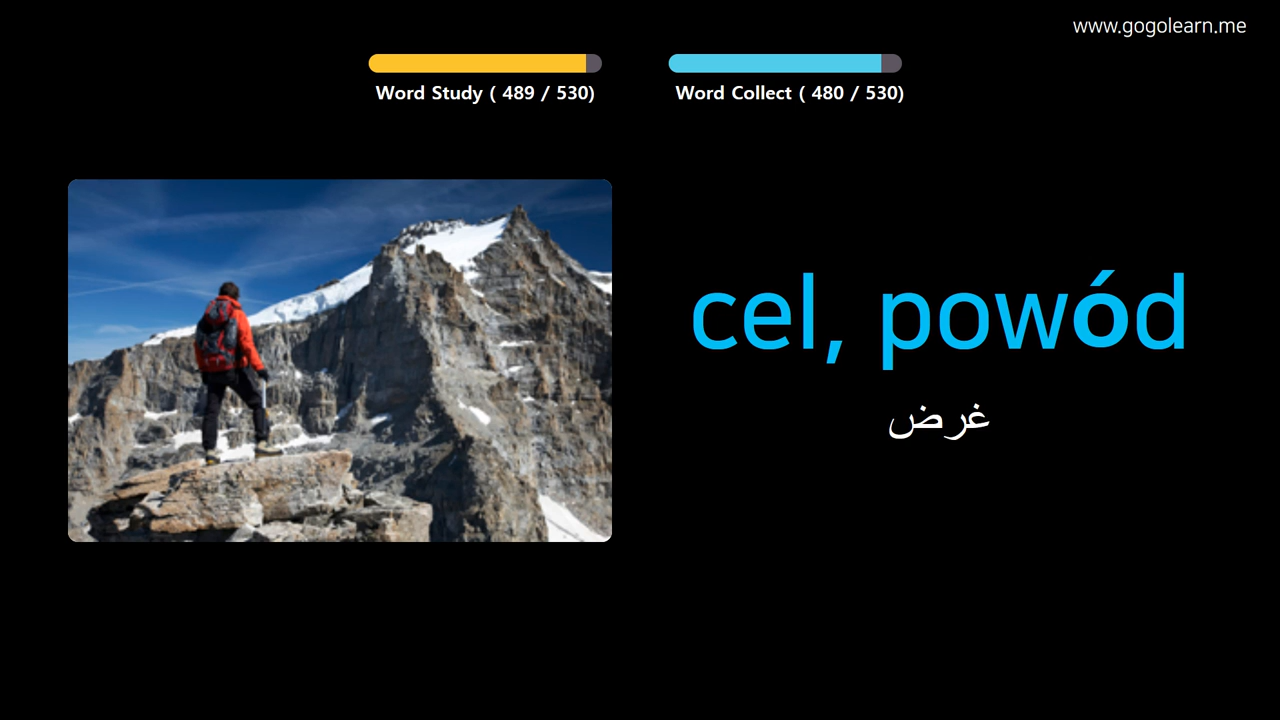 www.gogolearn.me
Word Study ( 489 / 530)
Word Collect ( 480 / 530)
cel, powód
غرض